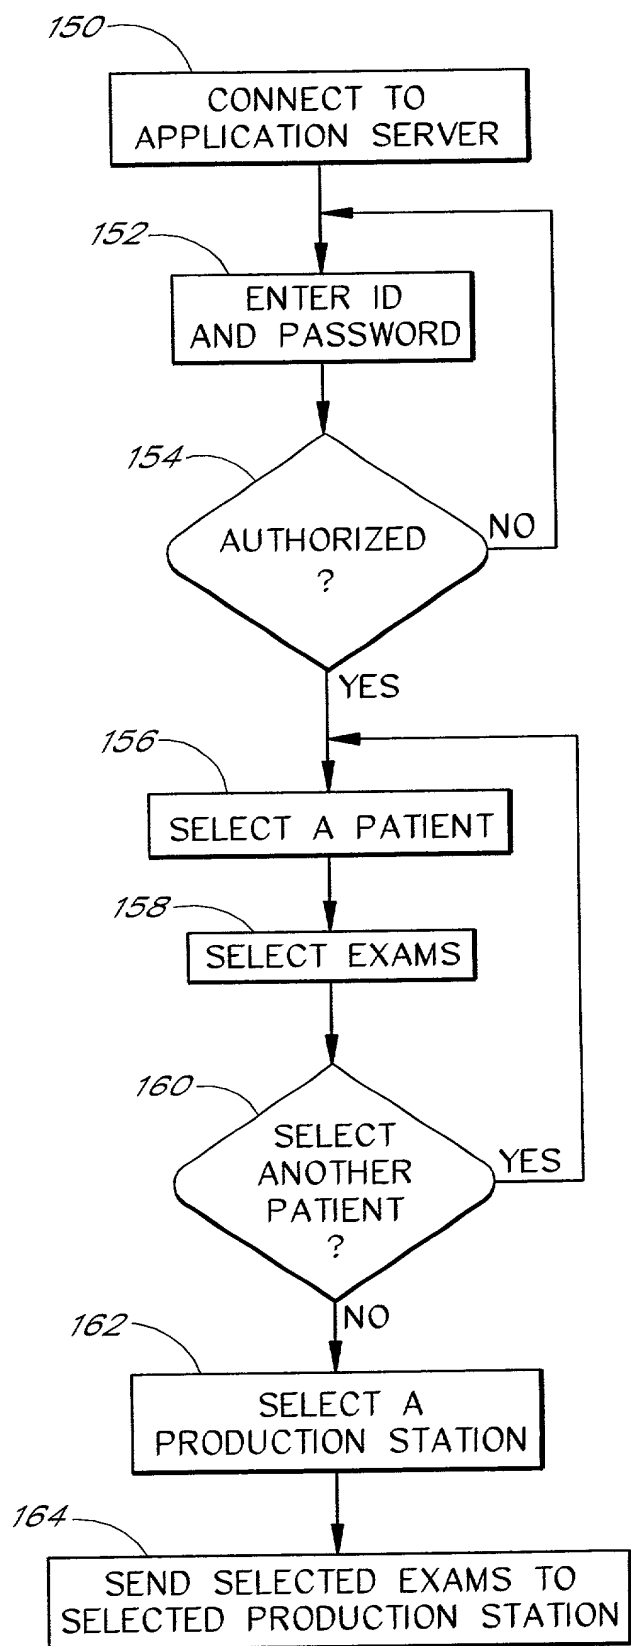 150
CONNECT TO
APPLICATION SERVER
152
ENTER ID
AND PASSWORD
154
AUTHORIZED
?
NO
YES
156
SELECT A PATIENT
158
SELECT EXAMS
160
SELECT
ANOTHER
PATIENT
?
YES
NO
162
SELECT A
PRODUCTION STATION
164
SEND SELECTED EXAMS TO
SELECTED PRODUCTION STATION